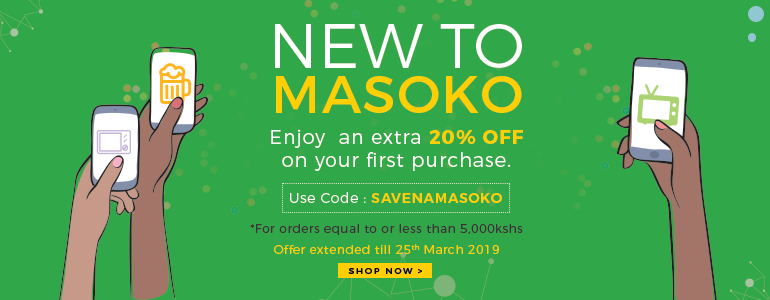 NEW TO
MASOKO
Enjoy an extra 20% OFF
on your first purchase.
Use Code : SAVENAMASOKO
*For orders equal to or less than 5,000kshs
Offer extended till 25th March 2019
SHOP NOW >